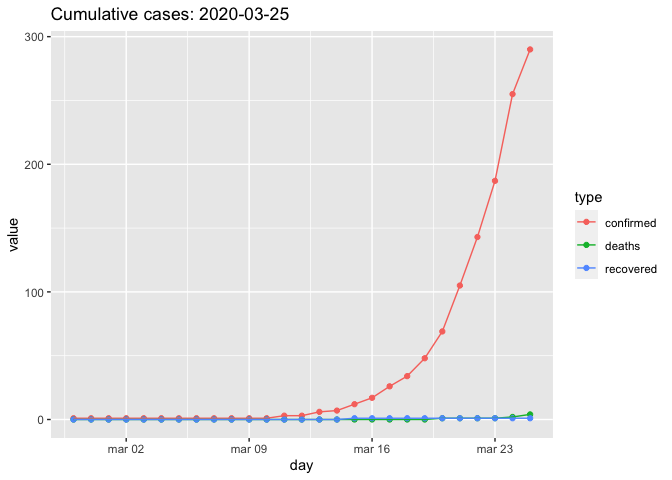 Cumulative cases: 2020-03-25
300
200
100
0
value
mar 02
mar 09
mar 16
mar 23
day
type
confirmed
deaths
recovered